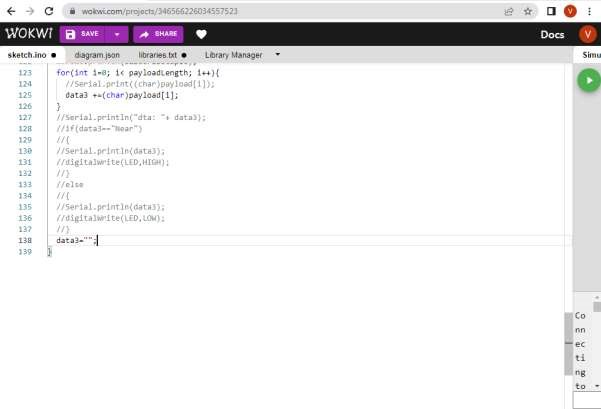 wokwi.com/projects/346566226034557523
V
WOKWI
SAVE
SHARE
Docs
V
sketch.ino
diagram.json
libraries.txt
Library Manager
Simu
123 for(int i=0; i< payloadLength; i++){
124 //Serial.print((char)payload[i]);
125 data3 +=(char)payload[i];
126 }
127 //Serial.println("dta: "+ data3);
128 //if(data3=="Near")
129 //{
130 //Serial.println(data3);
131 //digitalWrite(LED,HIGH);
132 //}
133 //else
134 //{
135 //Serial.println(data3);
136 //digitalWrite(LED,LOW);
137 //}
138 data3="";
139 }
Co
nn
ec
ti
ng
to